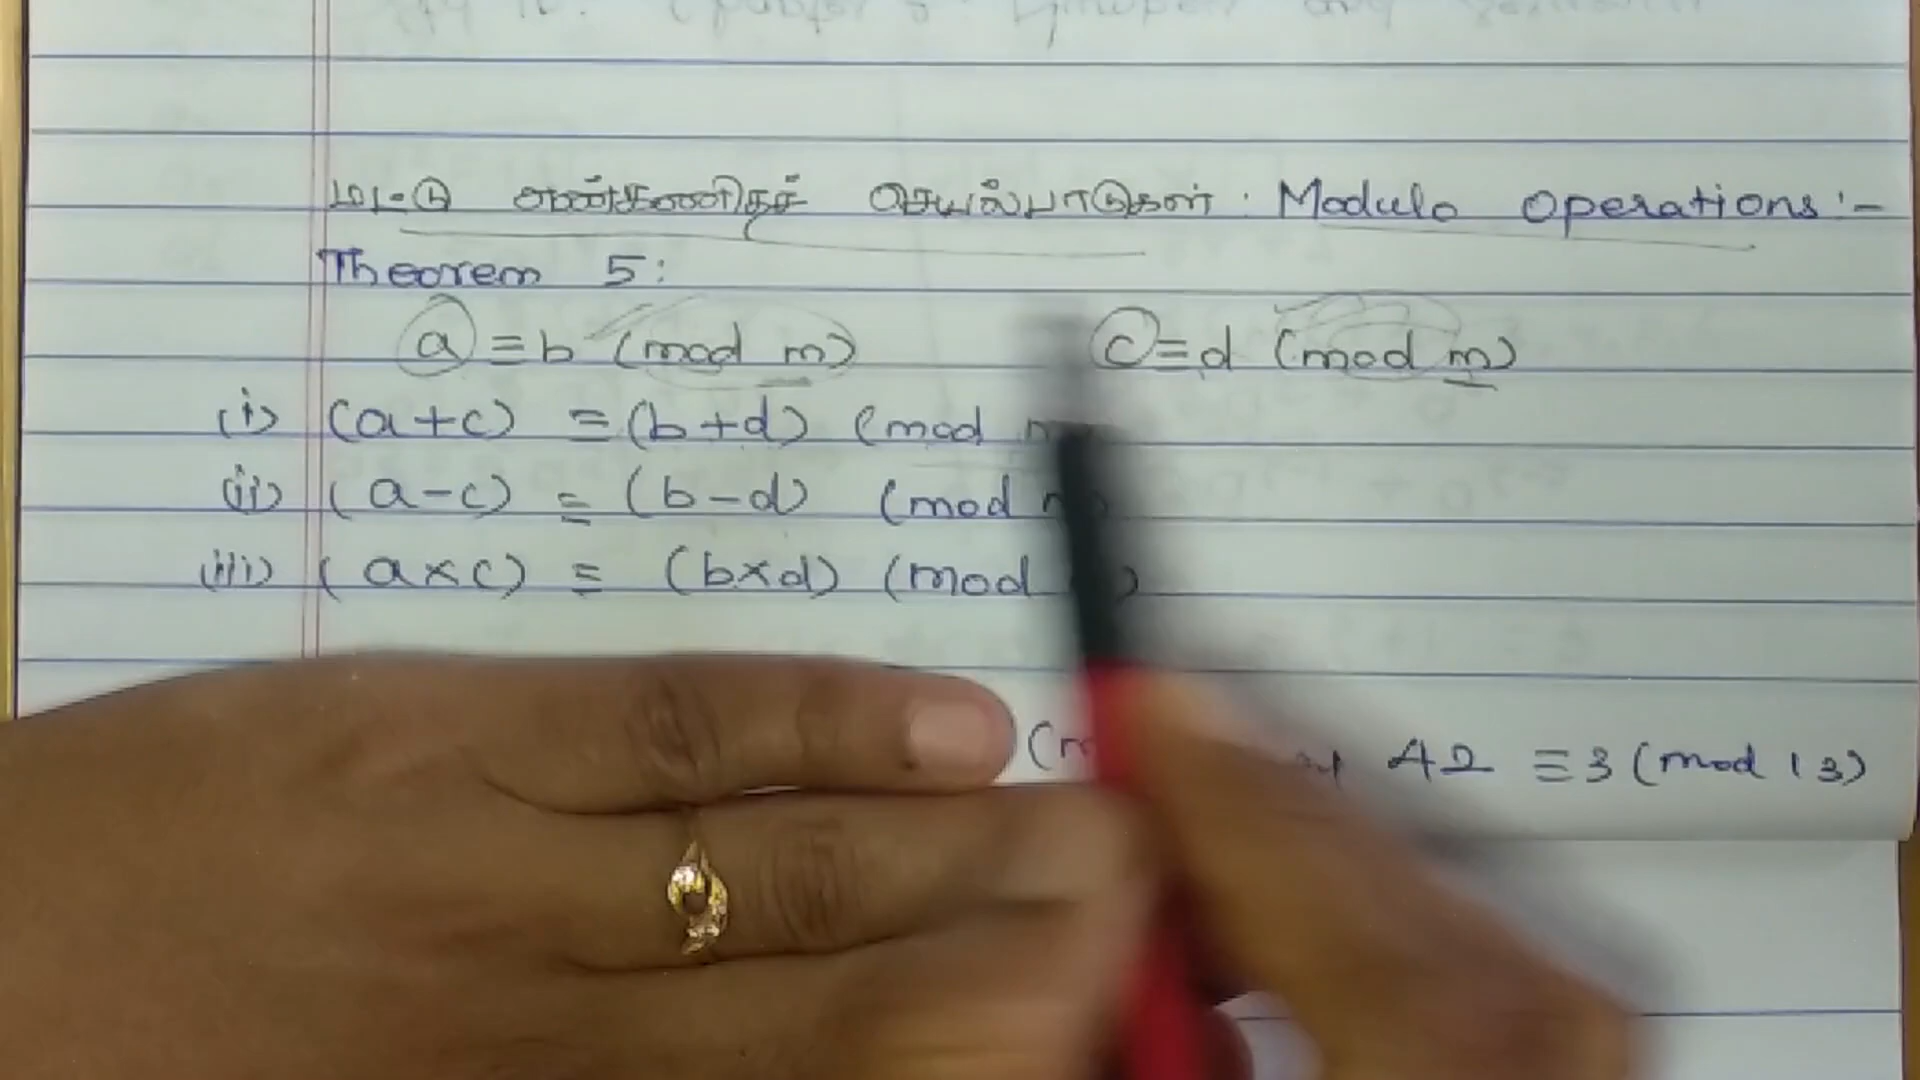 மட்டு எண்கணிதச் செயல்பாடுகள் : Modulo Operations :-
Theorem 5:
a ≡ b (mod m) c ≡ d (mod m)
(i) (a+c) ≡ (b+d) (mod
(ii) (a-c) ≡ (b-d) (mod
(iii) (a×c) ≡ (b×d) (mod )
42 ≡ 3 (mod 13)